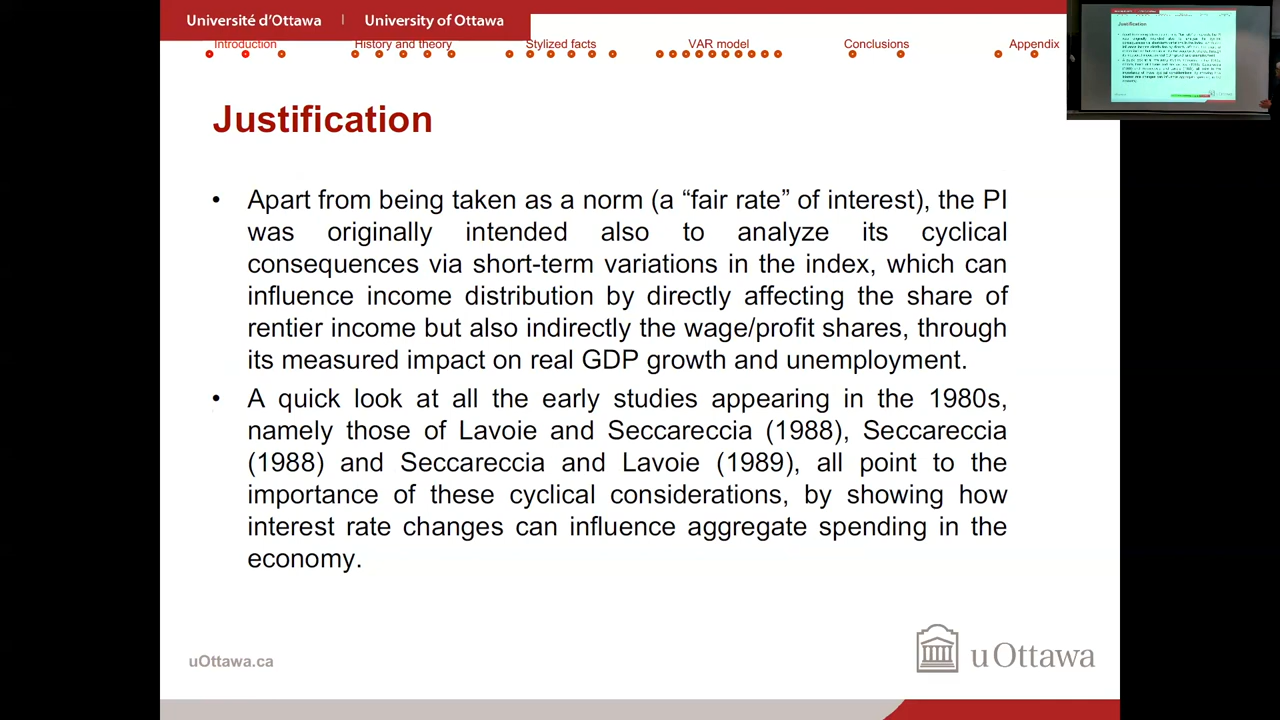 Université d'Ottawa | University of Ottawa
Introduction History and theory Stylized facts VAR model Conclusions Appendix
Justification
Justification
• Apart from being taken as a norm (a “fair rate” of interest), the PI
was originally intended also to analyze its cyclical
consequences via short-term variations in the index, which can
influence income distribution by directly affecting the share of
rentier income but also indirectly the wage/profit shares, through
its measured impact on real GDP growth and unemployment.
• A quick look at all the early studies appearing in the 1980s,
namely those of Lavoie and Seccareccia (1988), Seccareccia
(1988) and Seccareccia and Lavoie (1989), all point to the
importance of these cyclical considerations, by showing how
interest rate changes can influence aggregate spending in the
economy.
uOttawa.ca
uOttawa